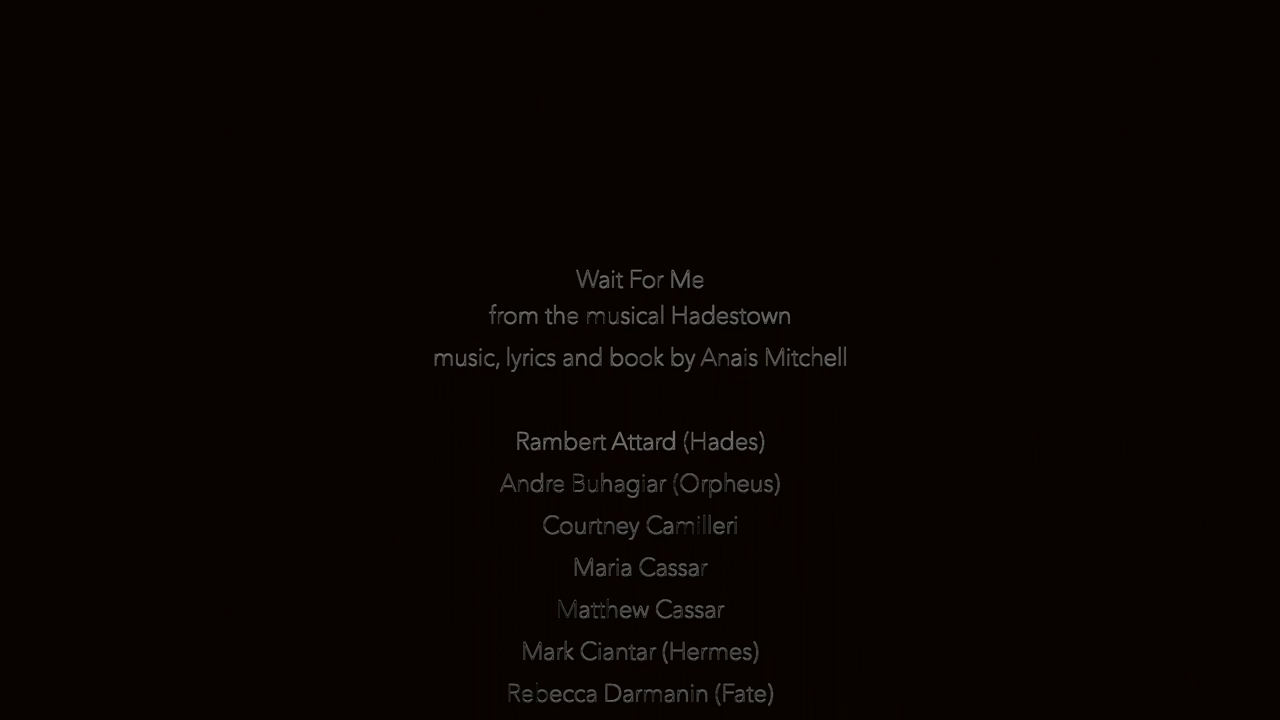 Wait For Me
from the musical Hadestown
music, lyrics and book by Anais Mitchell
Rambert Attard (Hades)
Andre Buhagiar (Orpheus)
Courtney Camilleri
Maria Cassar
Matthew Cassar
Mark Ciantar (Hermes)
Rebecca Darmanin (Fate)